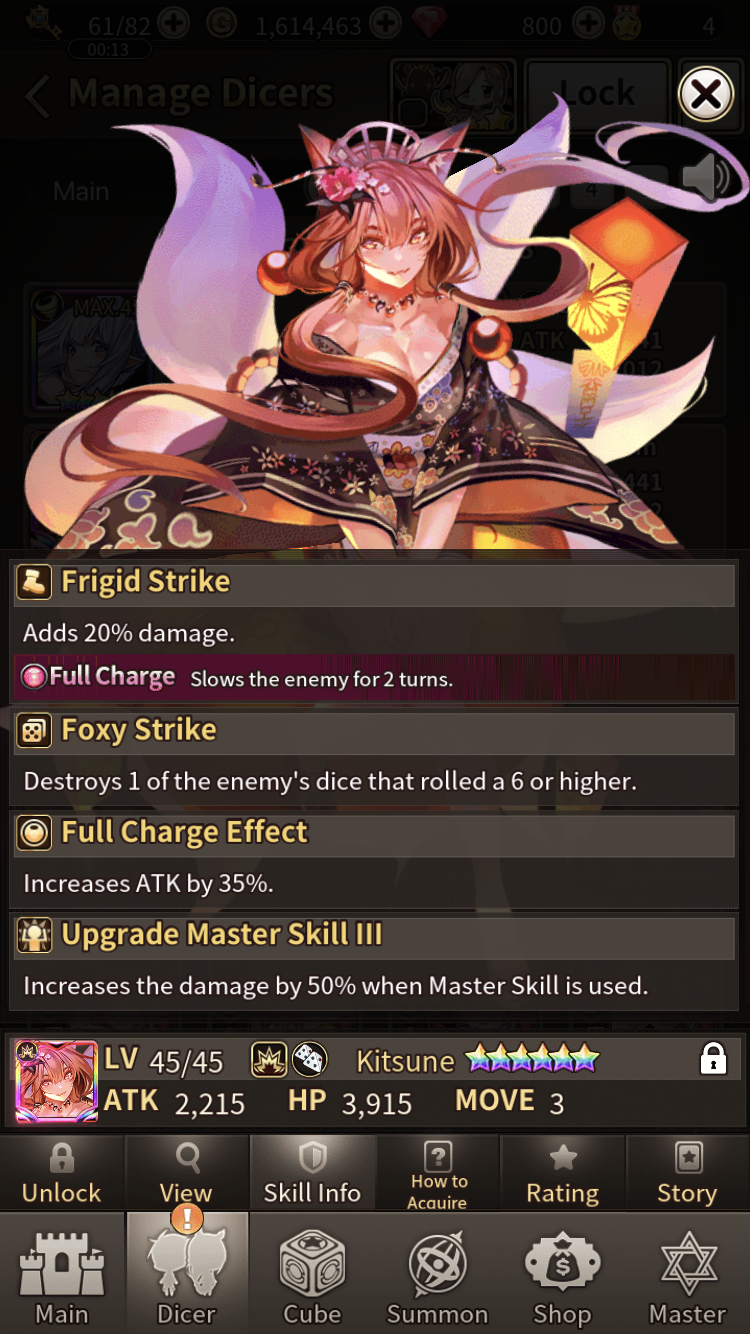 61/82
1,614,463
800
4
00:13
Manage Dicers
Lock
Main
4
MAX.4
ATK
Frigid Strike
Adds 20% damage.
Full Charge Slows the enemy for 2 turns.
Foxy Strike
Destroys 1 of the enemy's dice that rolled a 6 or higher.
Full Charge Effect
Increases ATK by 35%.
Upgrade Master Skill III
Increases the damage by 50% when Master Skill is used.
LV 45/45 Kitsune
ATK 2,215 HP 3,915 MOVE 3
Unlock
View
Skill Info
How to
Acquire
Rating
Story
Main
Dicer
Cube
Summon
Shop
Master